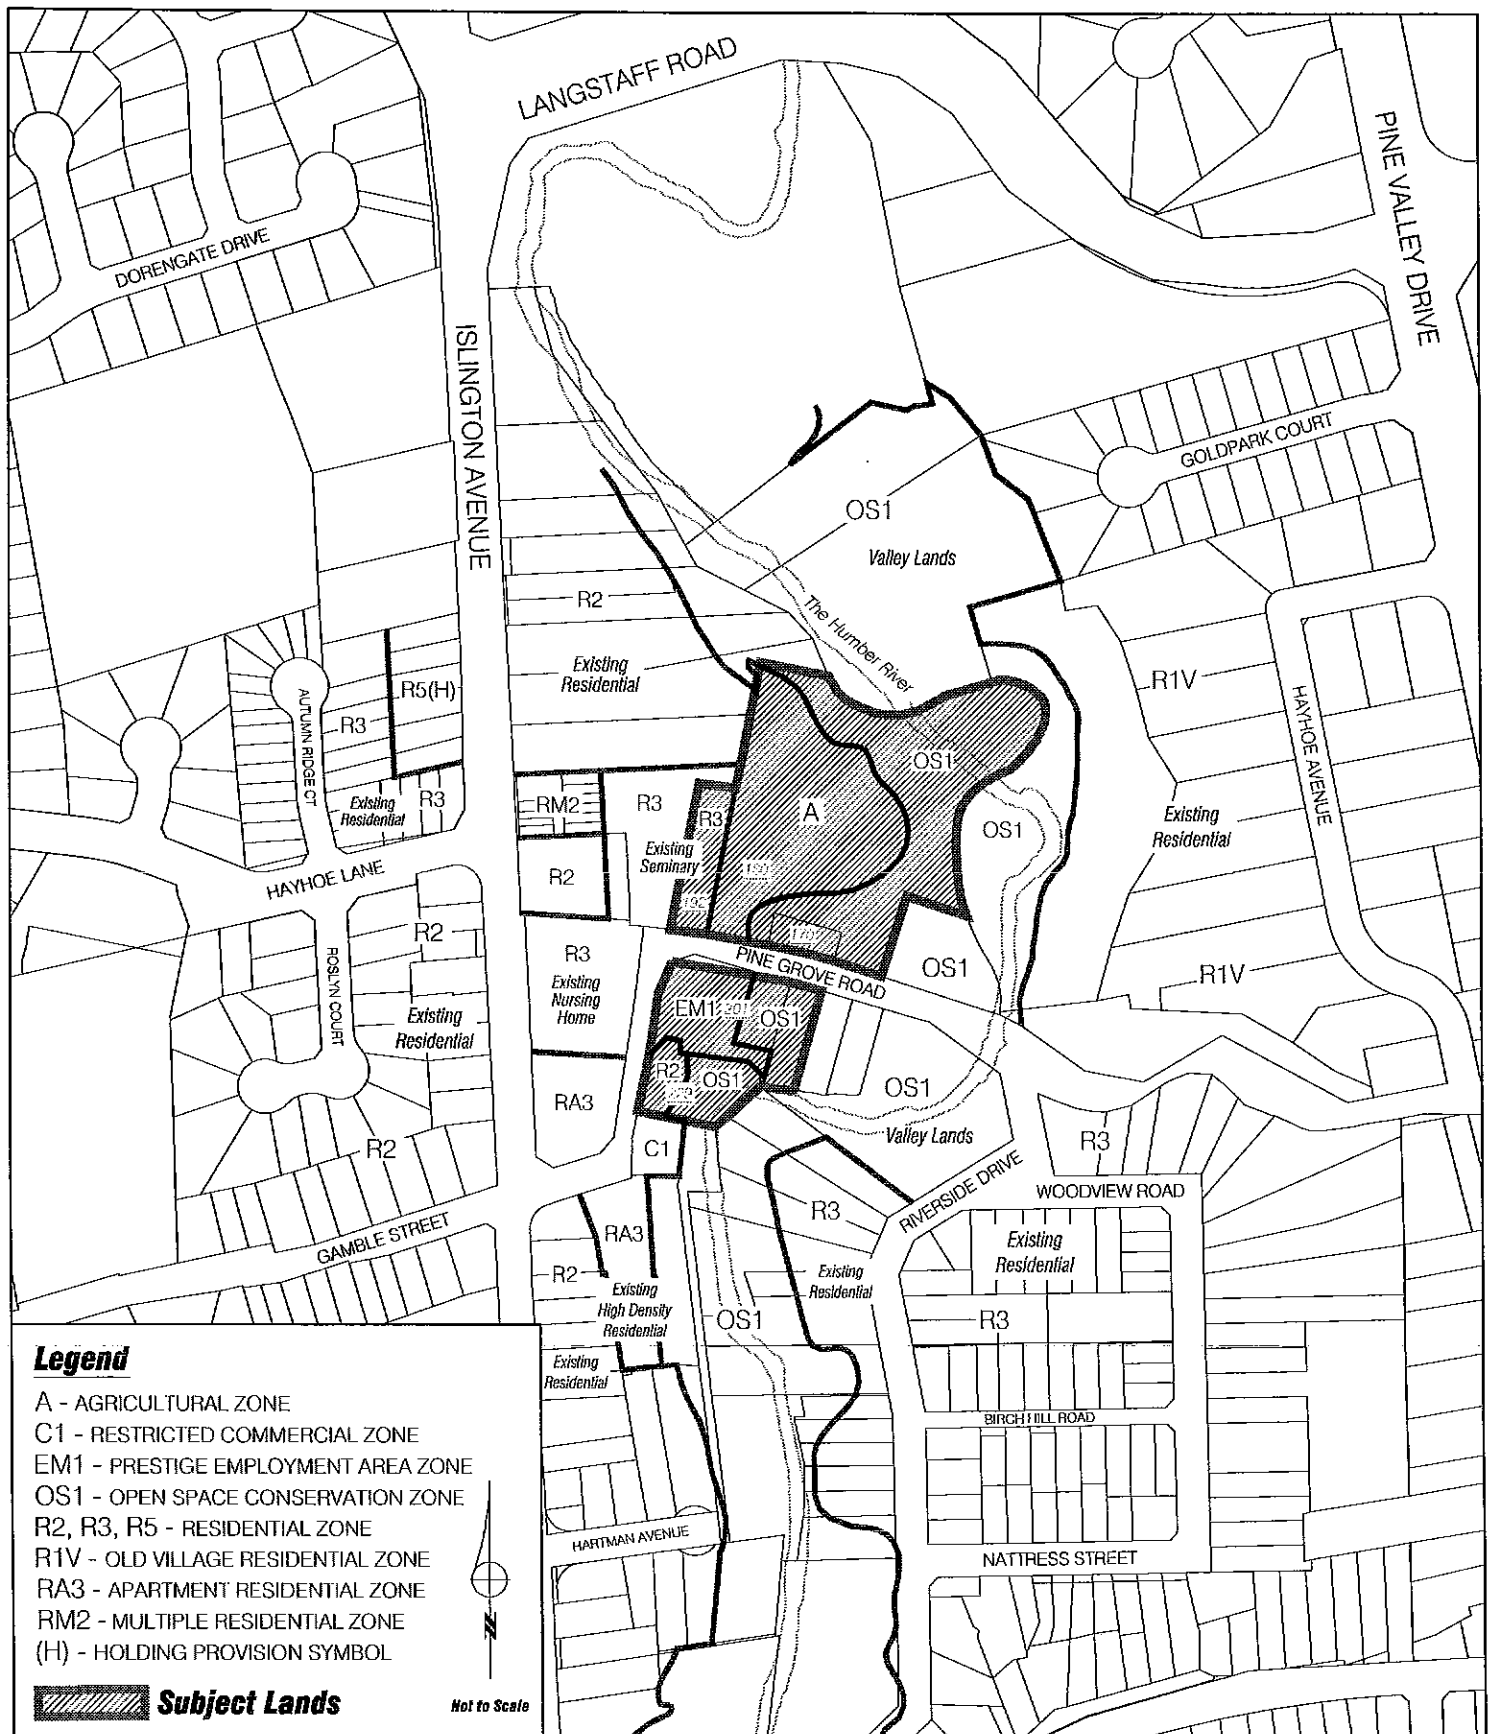 LANGSTAFF ROAD
PINE VALLEY DRIVE
DORENGATE DRIVE
ISLINGTON AVENUE
GOLDPARK COURT
OS1
Valley Lands
R2
The Humber River
Existing
Residential
R1V
HAYHOE AVENUE
R5(H)
AUTUMN RIDGE CT
R3
OS1
RM2
R3
R3
A
Existing
Residential
R3
OS1
Existing
Residential
Existing
Seminary
R2
HAYHOE LANE
192
170
R2
ROSLYN COURT
R3
PINE GROVE ROAD
OS1
R1V
Existing
Nursing
Home
EM1
201
OS1
Existing
Residential
R2
OS1
OS1
RA3
Valley Lands
C1
R3
R2
RIVERSIDE DRIVE
WOODVIEW ROAD
R3
GAMBLE STREET
RA3
Existing
Residential
R2
Existing
Residential
Existing
High Density
Residential
OS1
R3
Existing
Residential
BIRCH HILL ROAD
HARTMAN AVENUE
NATTRESS STREET
Legend
A - AGRICULTURAL ZONE
C1 - RESTRICTED COMMERCIAL ZONE
EM1 - PRESTIGE EMPLOYMENT AREA ZONE
OS1 - OPEN SPACE CONSERVATION ZONE
R2, R3, R5 - RESIDENTIAL ZONE
R1V - OLD VILLAGE RESIDENTIAL ZONE
RA3 - APARTMENT RESIDENTIAL ZONE
RM2 - MULTIPLE RESIDENTIAL ZONE
(H) - HOLDING PROVISION SYMBOL
N
Subject Lands
Not to Scale